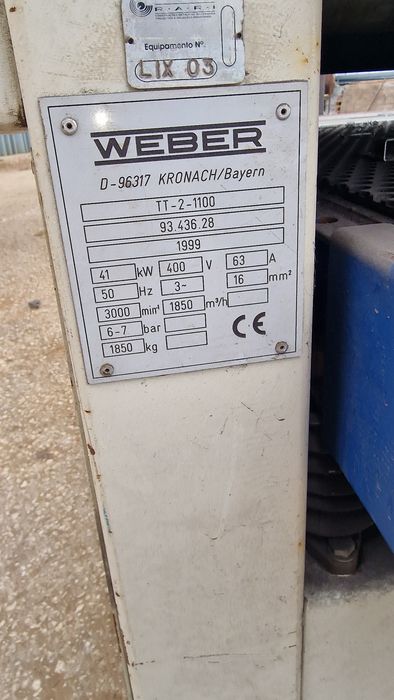 R·A·R·I
Equipamento Nº.
LIX 03
WEBER
D-96317 KRONACH/Bayern
TT-2-1100
93.436.28
1999
41 kW 400 V 63 A
50 Hz 3~ 16 mm²
3000 min¹ 1850 m³/h
6-7 bar
1850 kg
CE